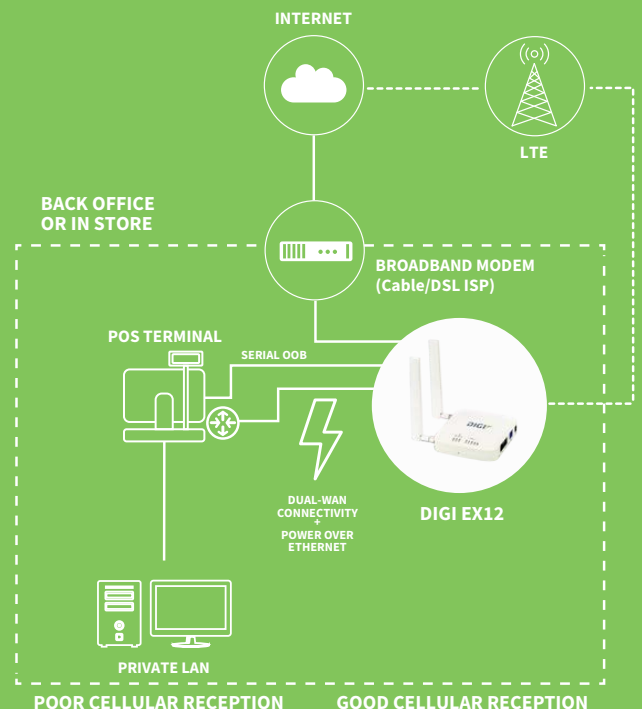 INTERNET
LTE
BACK OFFICE
OR IN STORE
BROADBAND MODEM
(Cable/DSL ISP)
POS TERMINAL
SERIAL OOB
DIGI
DUAL-WAN
CONNECTIVITY
+
POWER OVER
ETHERNET
DIGI EX12
PRIVATE LAN
POOR CELLULAR RECEPTION
GOOD CELLULAR RECEPTION